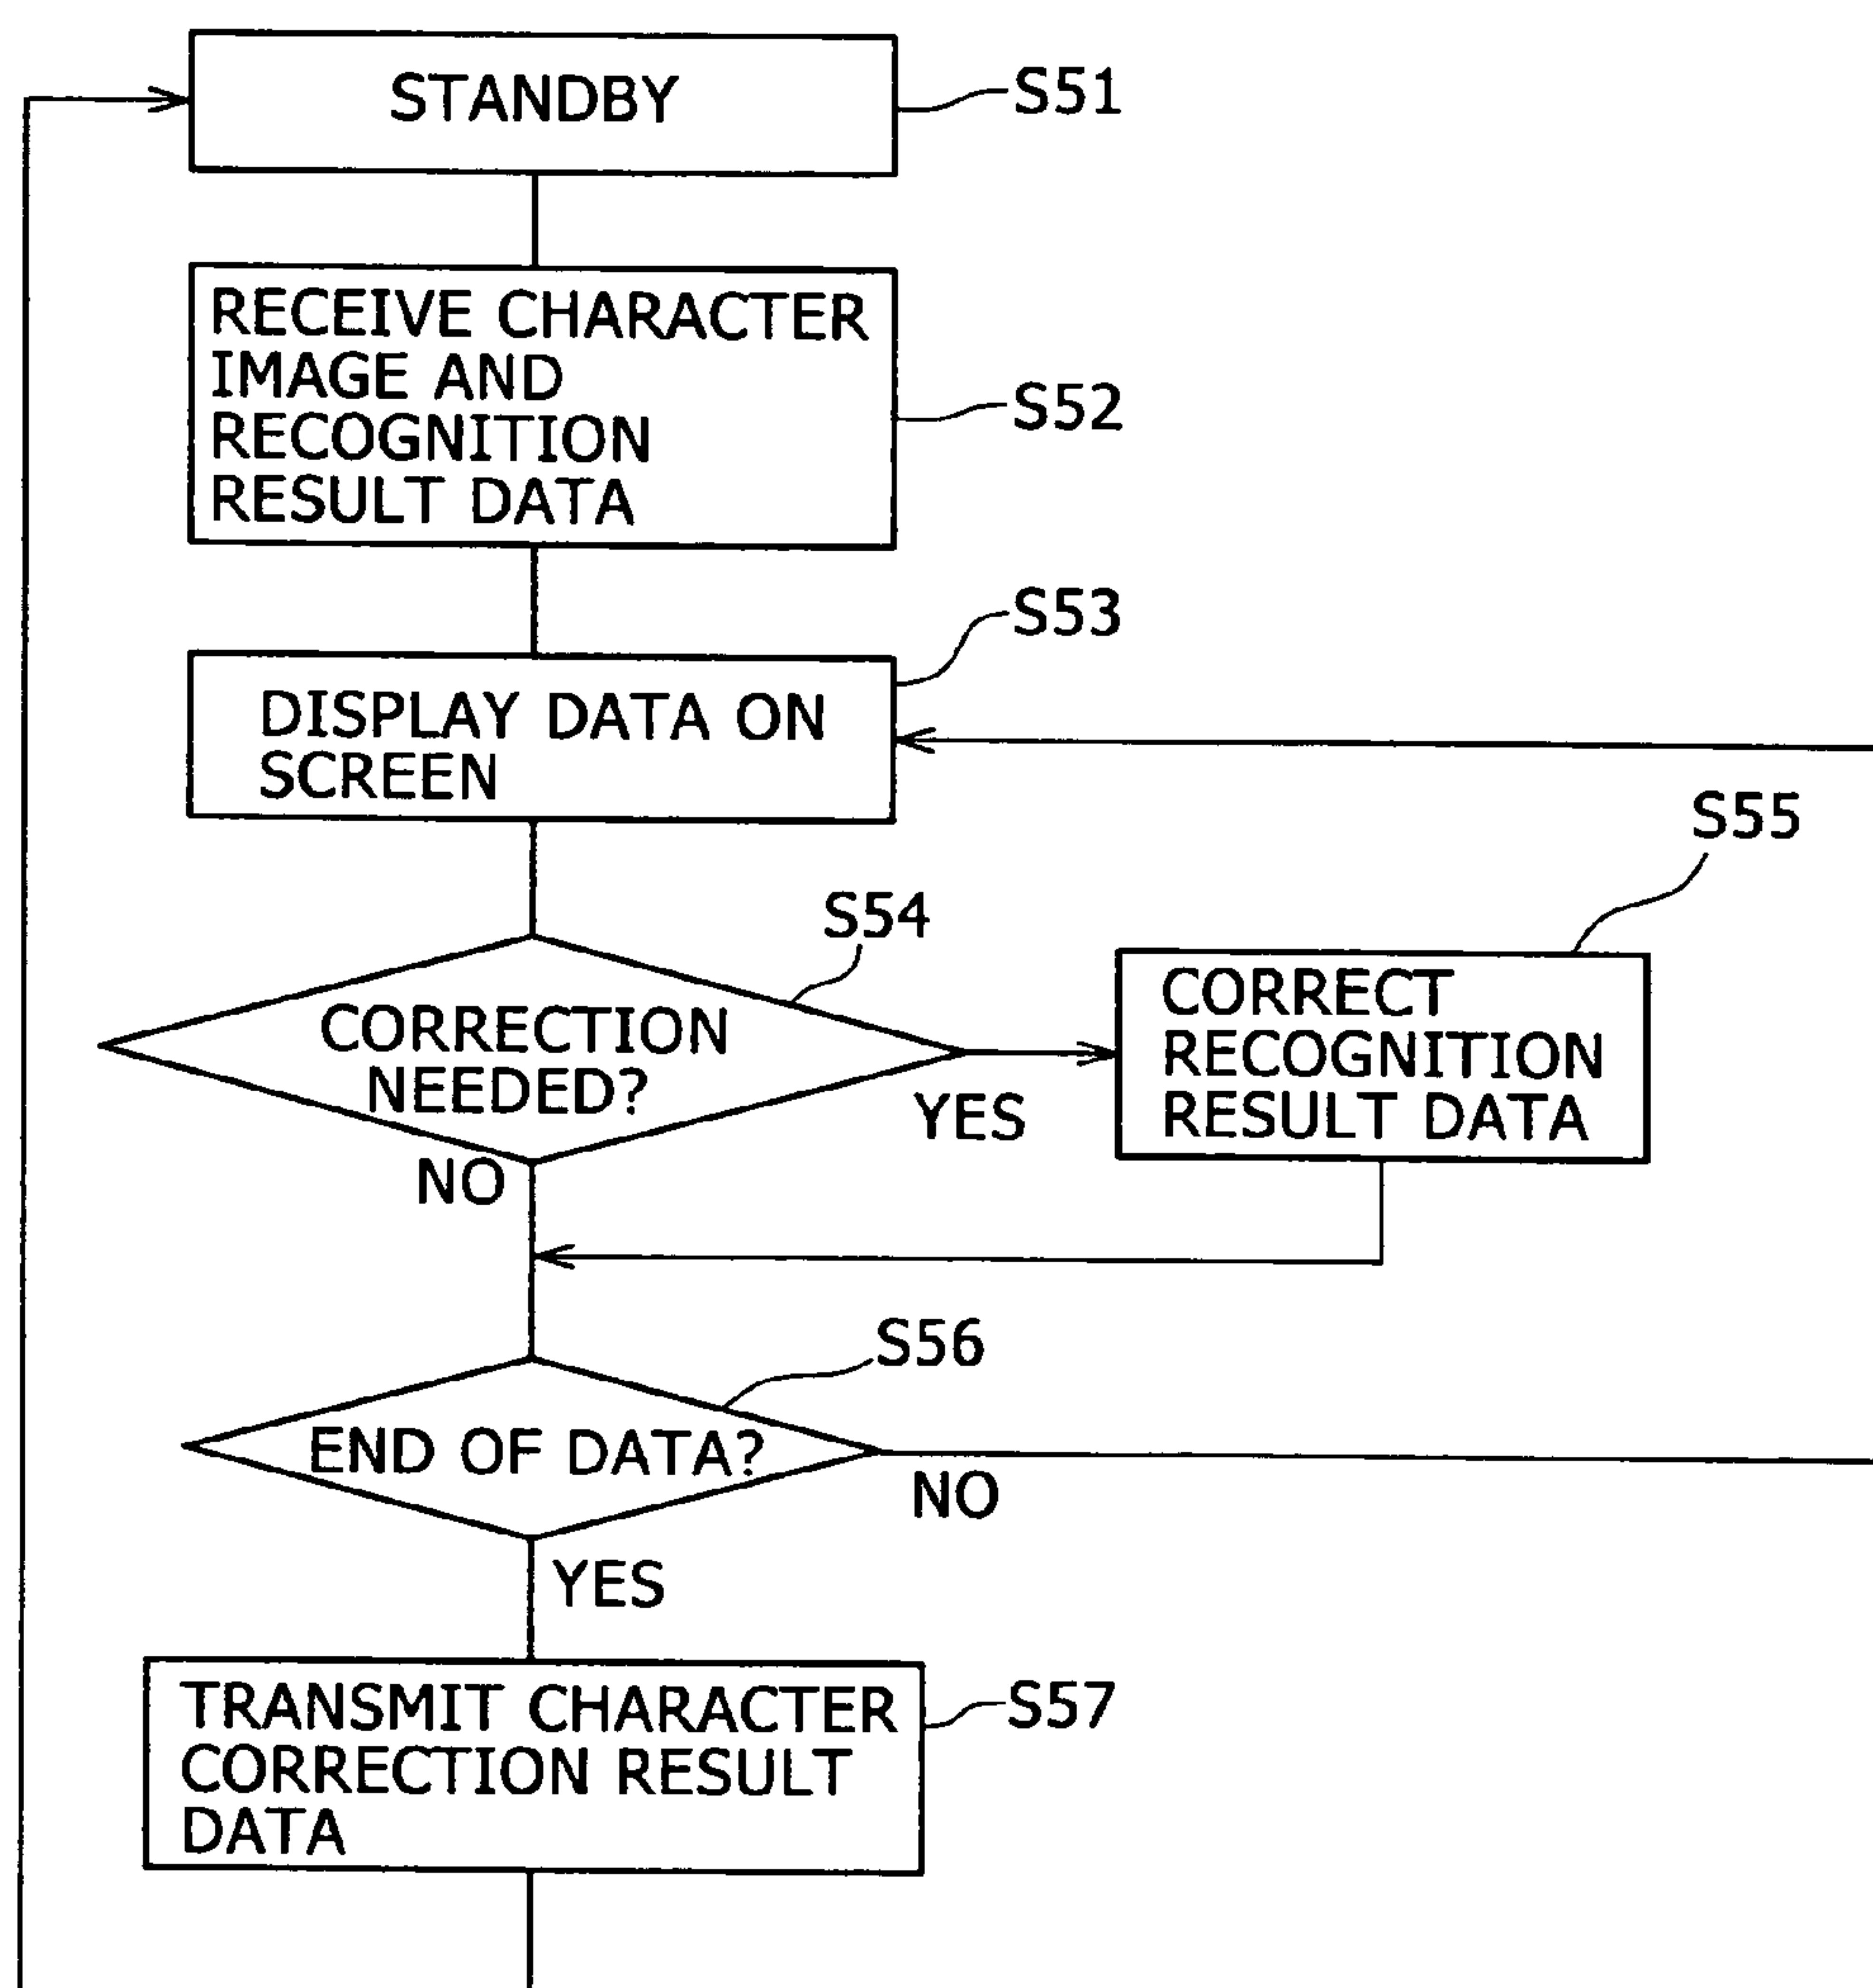 STANDBY
S51
RECEIVE CHARACTER
IMAGE AND
RECOGNITION
RESULT DATA
S52
S53
DISPLAY DATA ON
SCREEN
S54
CORRECTION
NEEDED?
YES
NO
S55
CORRECT
RECOGNITION
RESULT DATA
S56
END OF DATA?
NO
YES
TRANSMIT CHARACTER
CORRECTION RESULT
DATA
S57